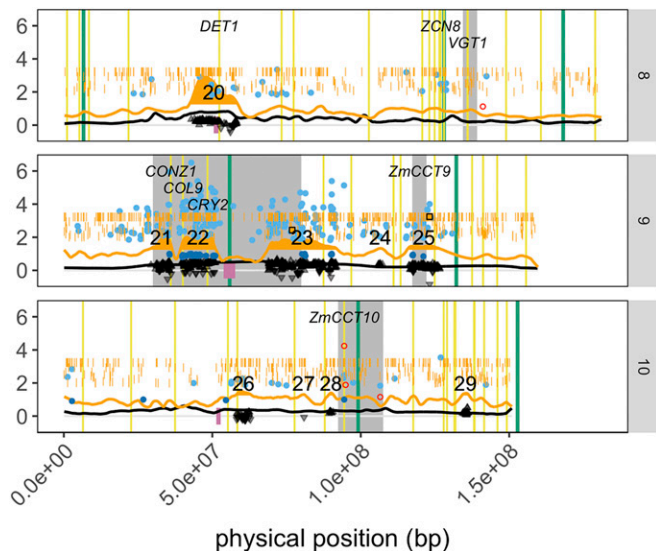 DET1
ZCN8
VGT1
6
4
2
0
20
8
CONZ1
COL9
CRY2
ZmCCT9
6
4
2
0
21
22
23
24
25
9
ZmCCT10
6
4
2
0
26
27
28
29
10
0.0e+00
5.0e+07
1.0e+08
1.5e+08
physical position (bp)